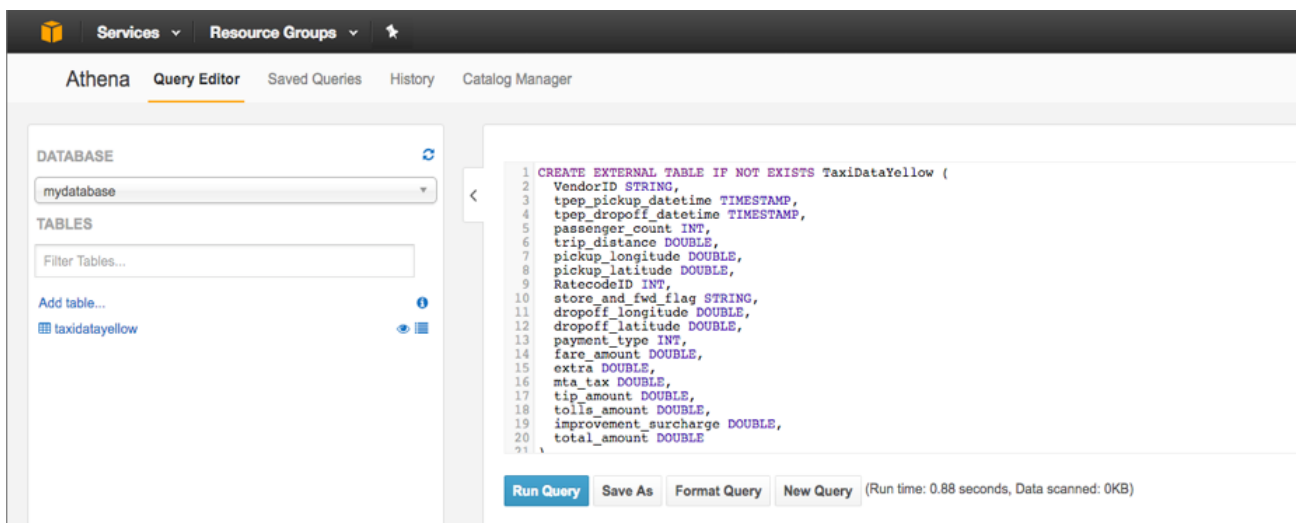 Services Resource Groups
Athena Query Editor Saved Queries History Catalog Manager
DATABASE
mydatabase
TABLES
Filter Tables...
Add table...
taxidatayellow
1 CREATE EXTERNAL TABLE IF NOT EXISTS TaxiDataYellow (
2 VendorID STRING,
3 tpep_pickup_datetime TIMESTAMP,
4 tpep_dropoff_datetime TIMESTAMP,
5 passenger_count INT,
6 trip_distance DOUBLE,
7 pickup_longitude DOUBLE,
8 pickup_latitude DOUBLE,
9 RatecodeID INT,
10 store_and_fwd_flag STRING,
11 dropoff_longitude DOUBLE,
12 dropoff_latitude DOUBLE,
13 payment_type INT,
14 fare_amount DOUBLE,
15 extra DOUBLE,
16 mta_tax DOUBLE,
17 tip_amount DOUBLE,
18 tolls_amount DOUBLE,
19 improvement_surcharge DOUBLE,
20 total_amount DOUBLE
21 )
Run Query Save As Format Query New Query (Run time: 0.88 seconds, Data scanned: 0KB)